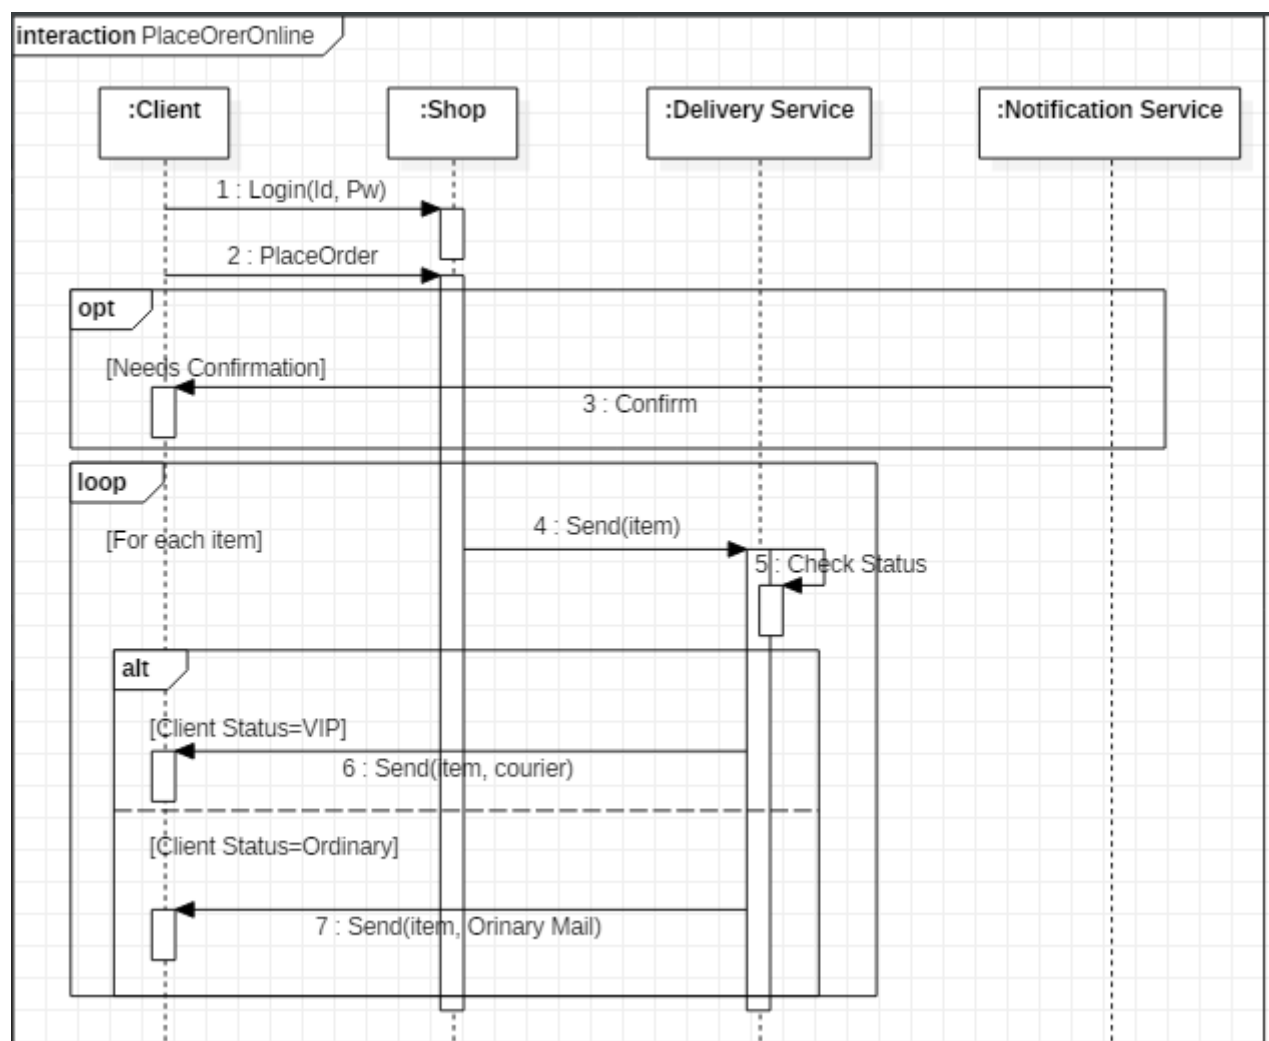 interaction PlaceOrerOnline
:Client
:Shop
:Delivery Service
:Notification Service
1 : Login(Id, Pw)
2 : PlaceOrder
opt
[Needs Confirmation]
3 : Confirm
loop
[For each item]
4 : Send(item)
5 : Check Status
alt
[Client Status=VIP]
6 : Send(item, courier)
[Client Status=Ordinary]
7 : Send(item, Orinary Mail)